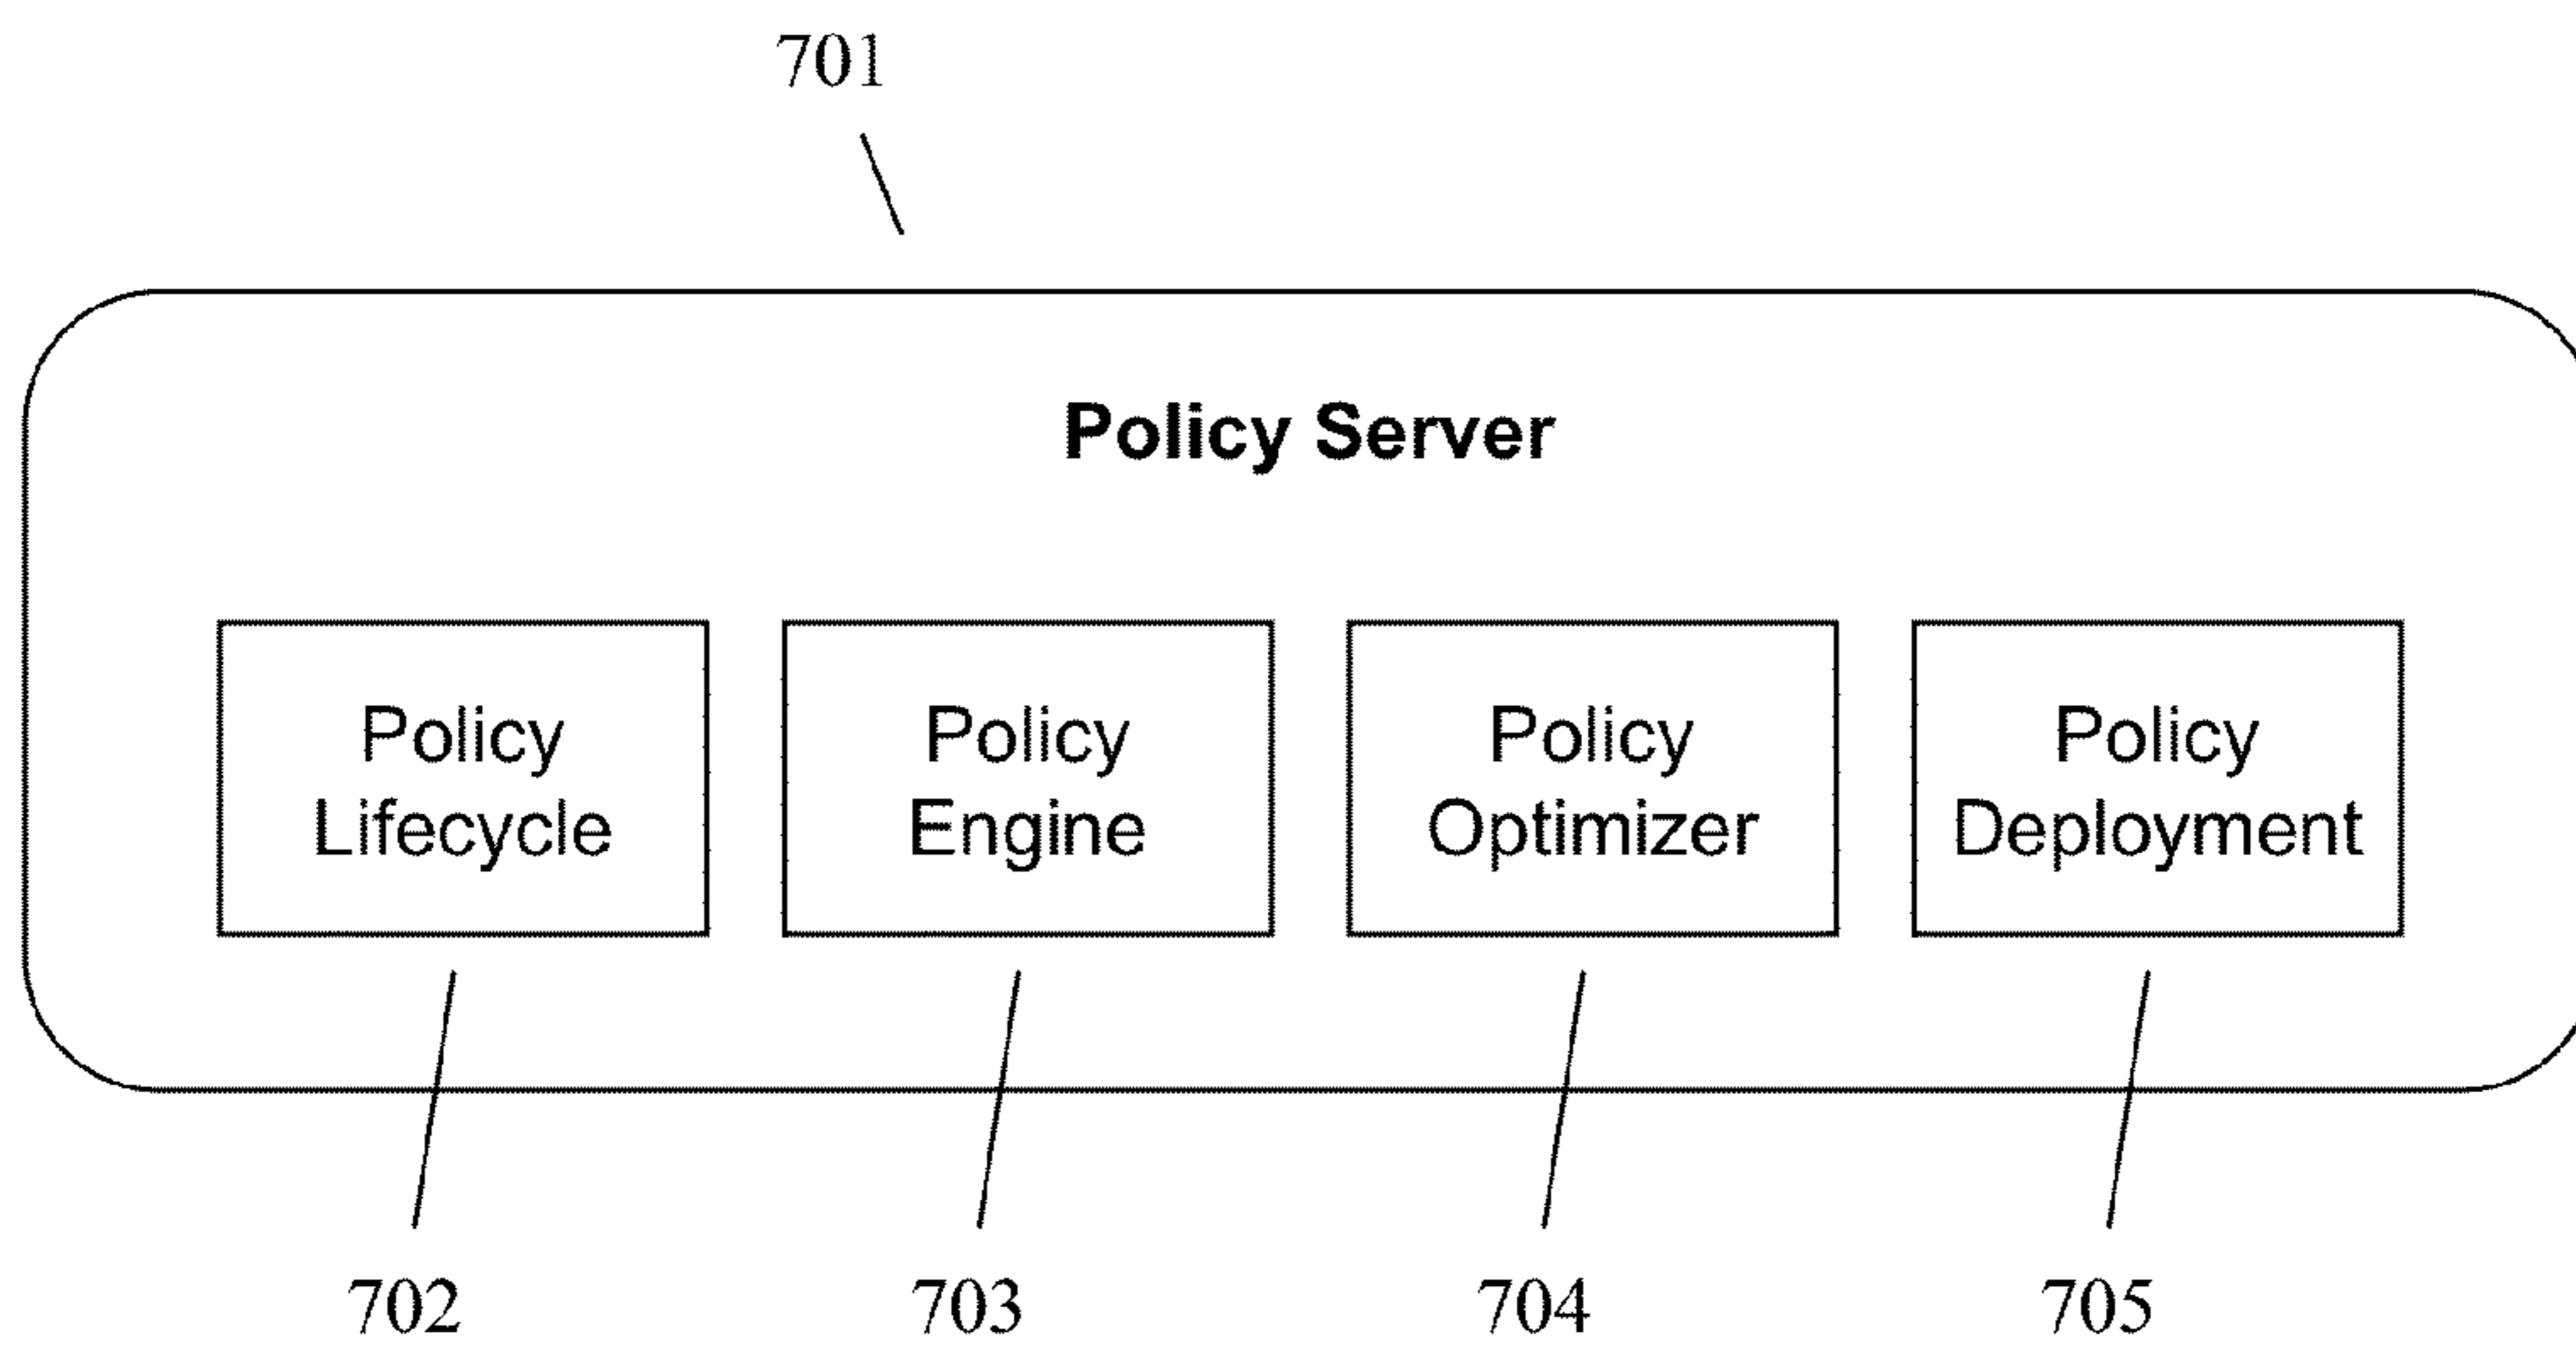 701
Policy Server
Policy
Lifecycle
Policy
Engine
Policy
Optimizer
Policy
Deployment
702
703
704
705